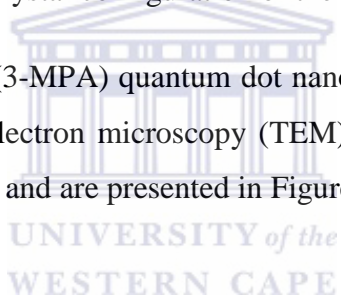 (3-MPA) quantum dot nano
lectron microscopy (TEM)
and are presented in Figure
UNIVERSITY of the
WESTERN CAPE